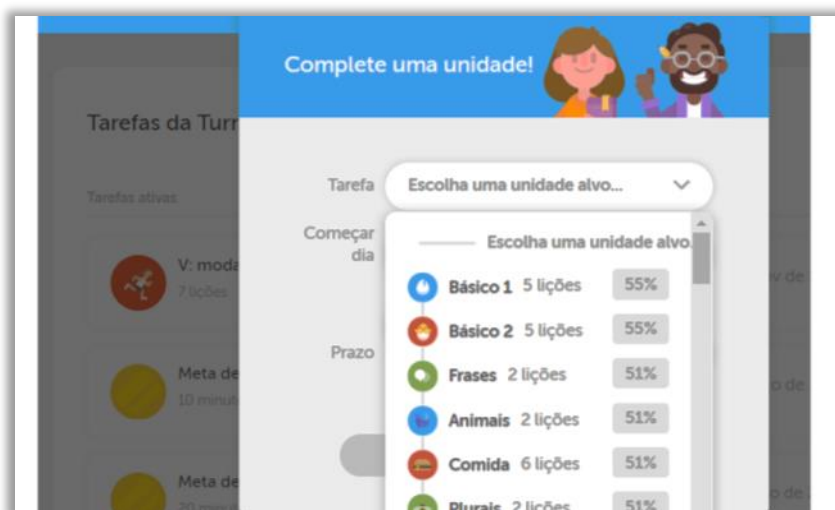 Complete uma unidade!
Tarefas da Turr
Tarefa Escolha uma unidade alvo...
Tarefas ativas
Começar dia
Escolha uma unidade alvo.
V: moda
7 lições
Básico 1 5 lições 55%
Básico 2 5 lições 55%
Prazo
Frases 2 lições 51%
Meta de
10 minut
Animais 2 lições 51%
Comida 6 lições 51%
Meta de
20 minut
Plurais 2 lições 51%